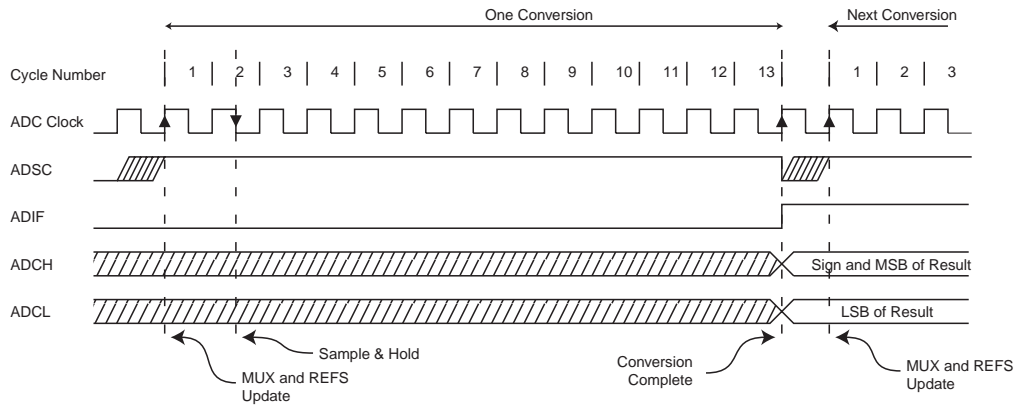 One Conversion
Next Conversion
Cycle Number
1 2 3 4 5 6 7 8 9 10 11 12 13 1 2 3
ADC Clock
ADSC
ADIF
ADCH
Sign and MSB of Result
ADCL
LSB of Result
Sample & Hold
MUX and REFS
Update
Conversion
Complete
MUX and REFS
Update